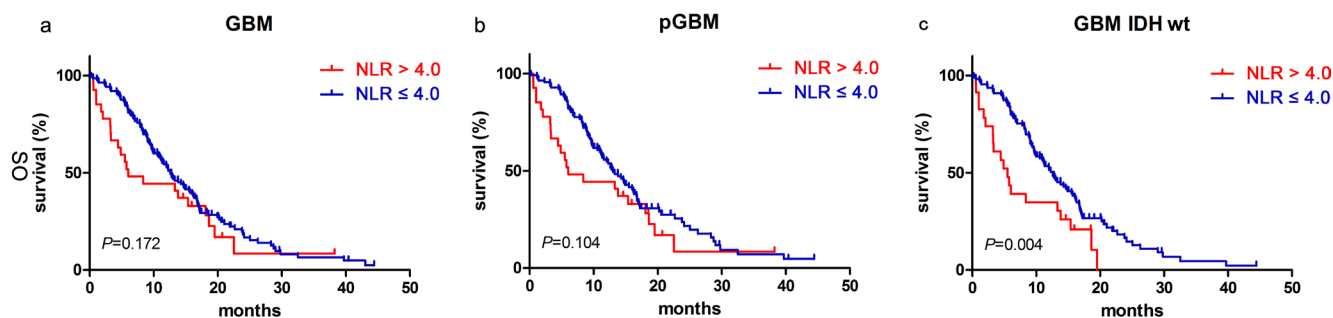 a
GBM
NLR > 4.0
NLR ≤ 4.0
100
50
0
OS
survival (%)
P=0.172
0 10 20 30 40 50
months
b
pGBM
NLR > 4.0
NLR ≤ 4.0
100
50
0
survival (%)
P=0.104
0 10 20 30 40 50
months
c
GBM IDH wt
NLR > 4.0
NLR ≤ 4.0
100
50
0
survival (%)
P=0.004
0 10 20 30 40 50
months